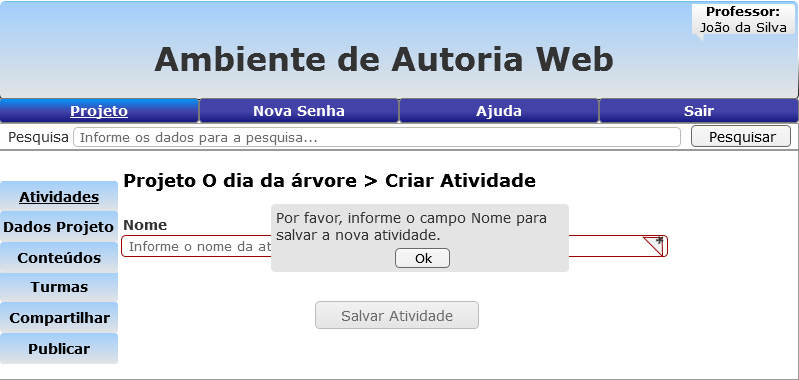 Professor:
João da Silva
Ambiente de Autoria Web
Projeto
Nova Senha
Ajuda
Sair
Pesquisa
Informe os dados para a pesquisa...
Pesquisar
Projeto O dia da árvore > Criar Atividade
Atividades
Dados Projeto
Conteúdos
Turmas
Compartilhar
Publicar
Nome
Informe o nome da
*
Por favor, informe o campo Nome para
salvar a nova atividade.
Ok
Salvar Atividade